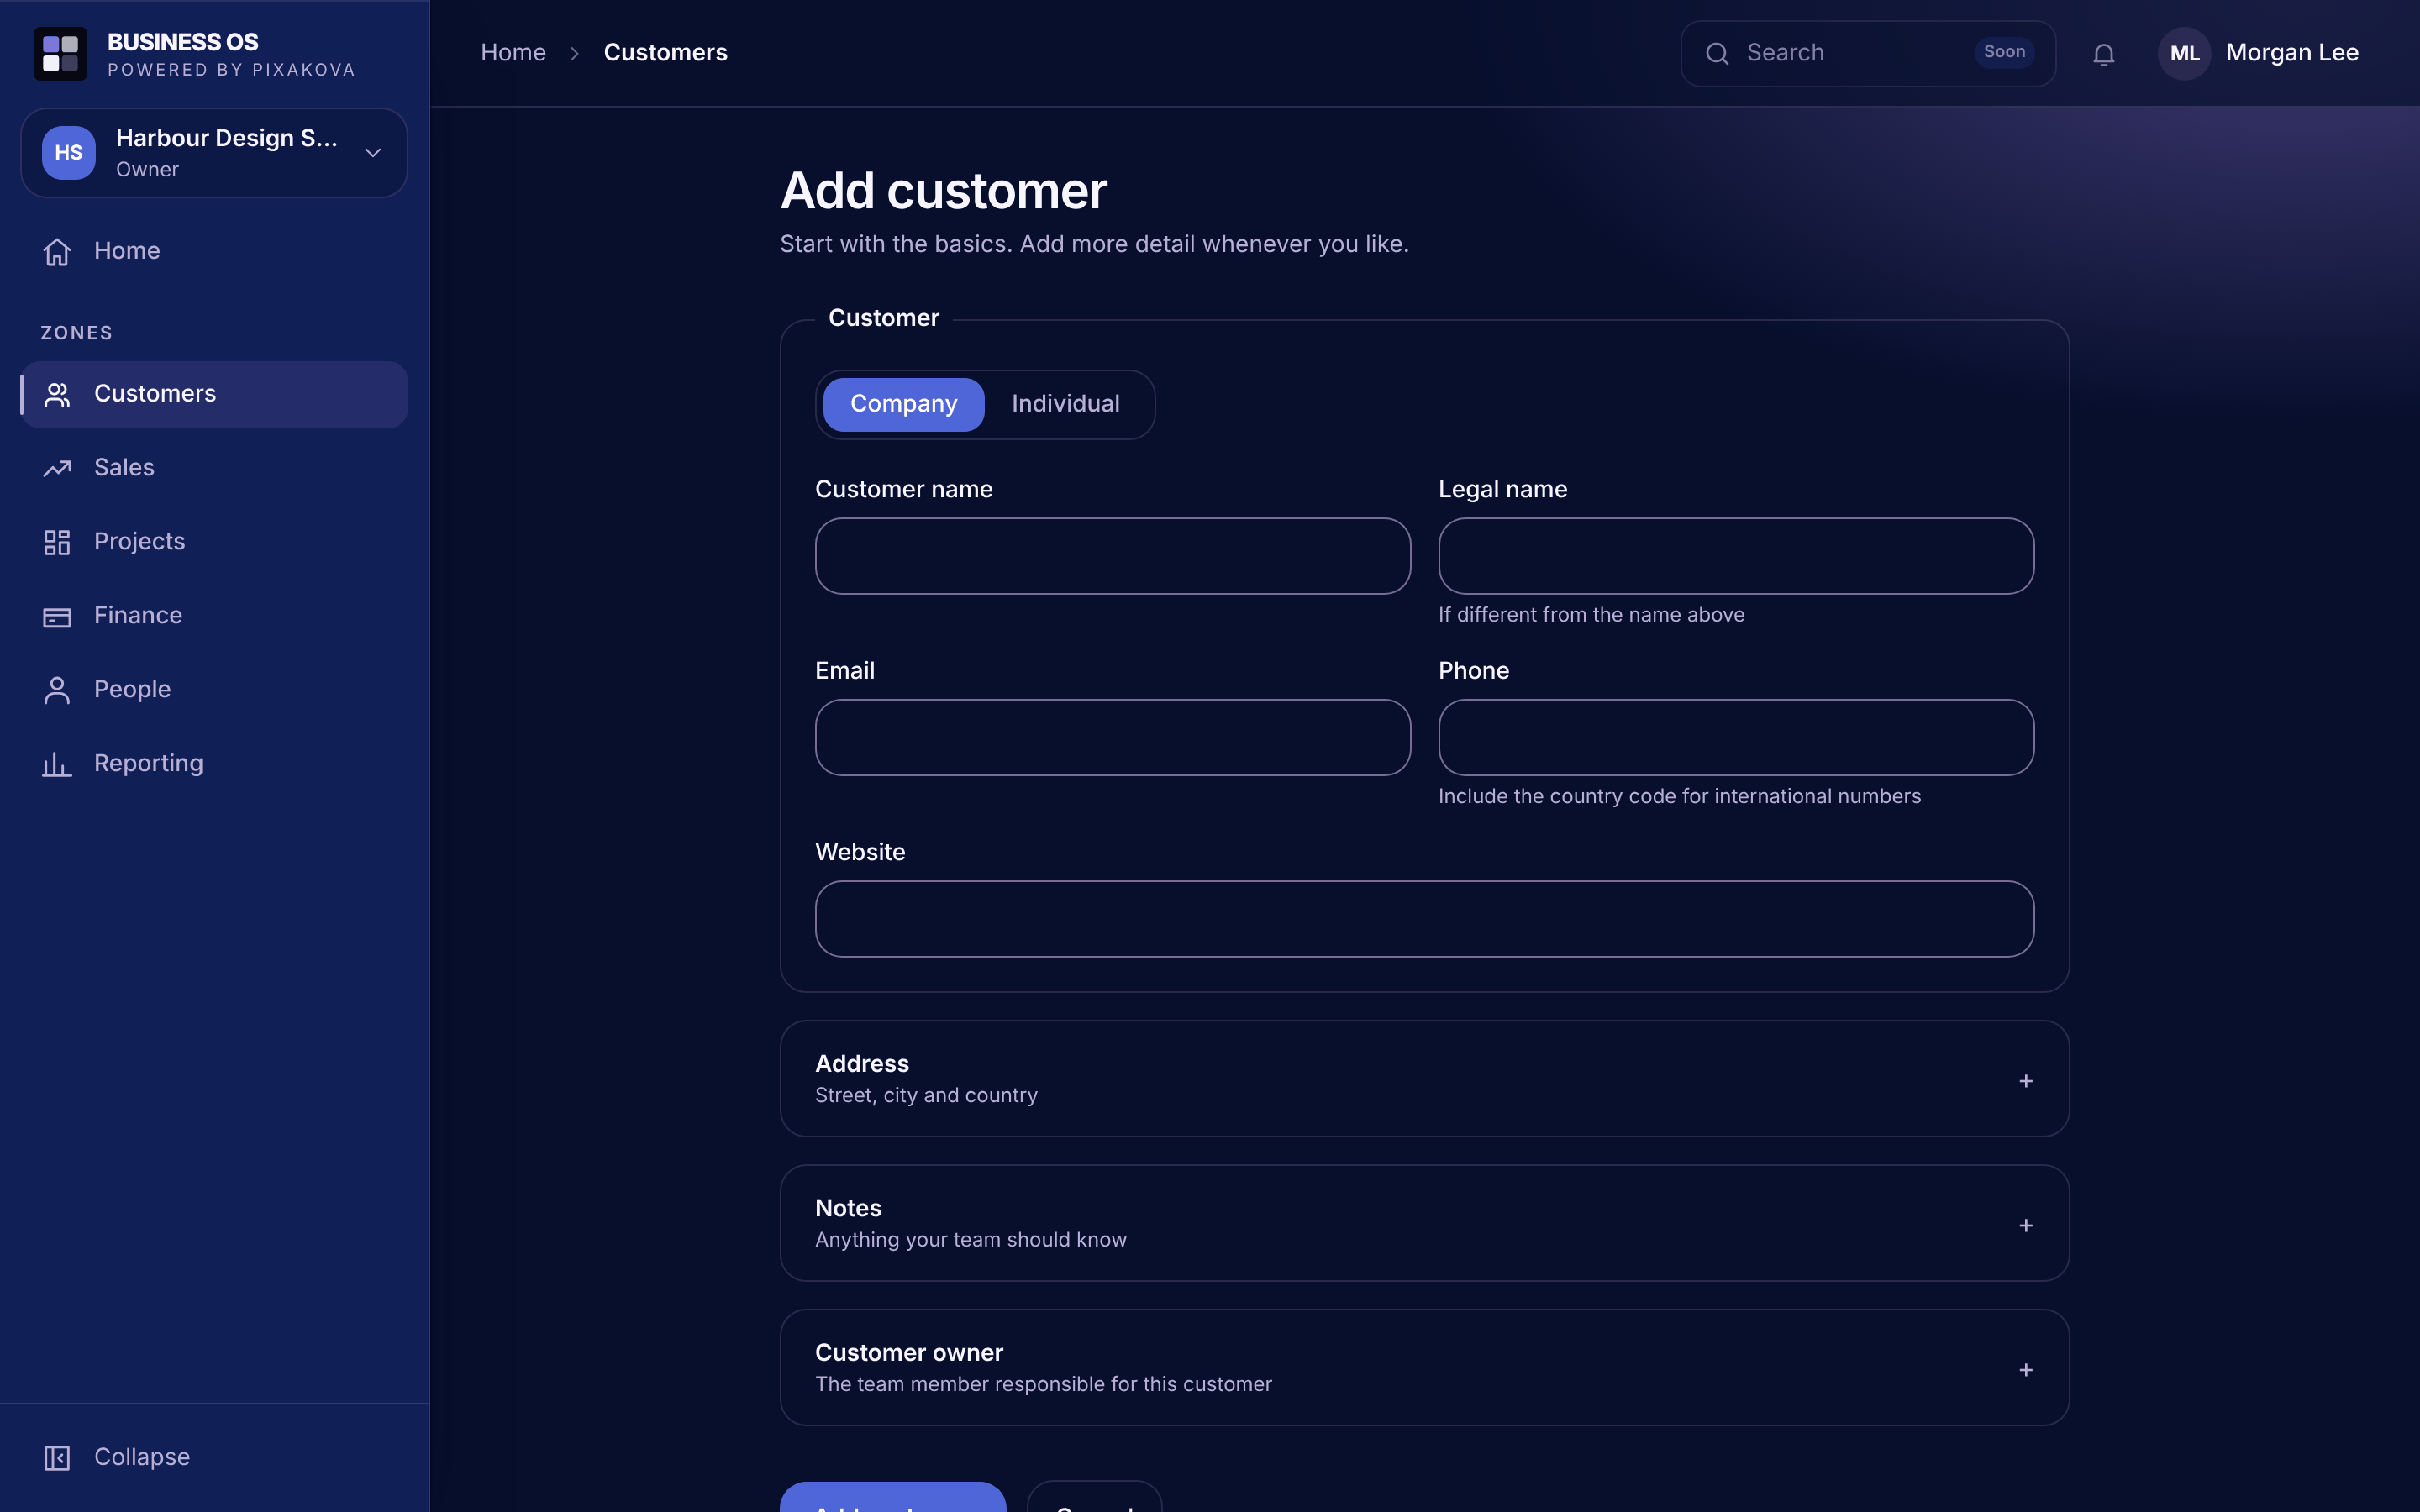 BUSINESS OS
POWERED BY PIXAKOVA
HS
Harbour Design S...
Owner
Home
ZONES
Customers
Sales
Projects
Finance
People
Reporting
Collapse
Home > Customers
Search
Soon
ML
Morgan Lee
Add customer
Start with the basics. Add more detail whenever you like.
Customer
Company
Individual
Customer name
Legal name
If different from the name above
Email
Phone
Include the country code for international numbers
Website
Address
Street, city and country
+
Notes
Anything your team should know
+
Customer owner
The team member responsible for this customer
+